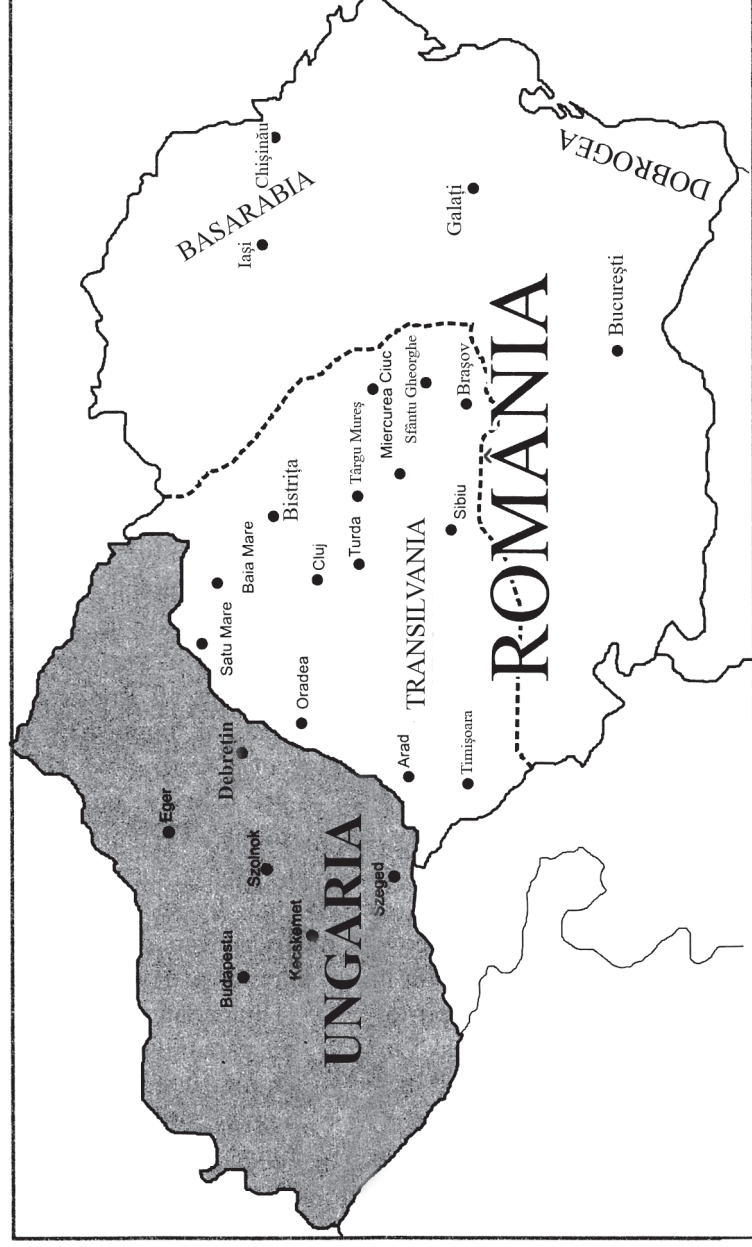 UNGARIA
Budapesta
Kecskemet
Szolnok
Eger
Szeged
Debrețin
Satu Mare
Baia Mare
Oradea
Bistrița
Cluj
Turda
Târgu Mureș
Miercurea Ciuc
Sfântu Gheorghe
Arad
TRANSILVANIA
Sibiu
Brașov
Timișoara
ROMÂNIA
BASARABIA
Iași
Chișinău
Galați
București
DOBROGEA